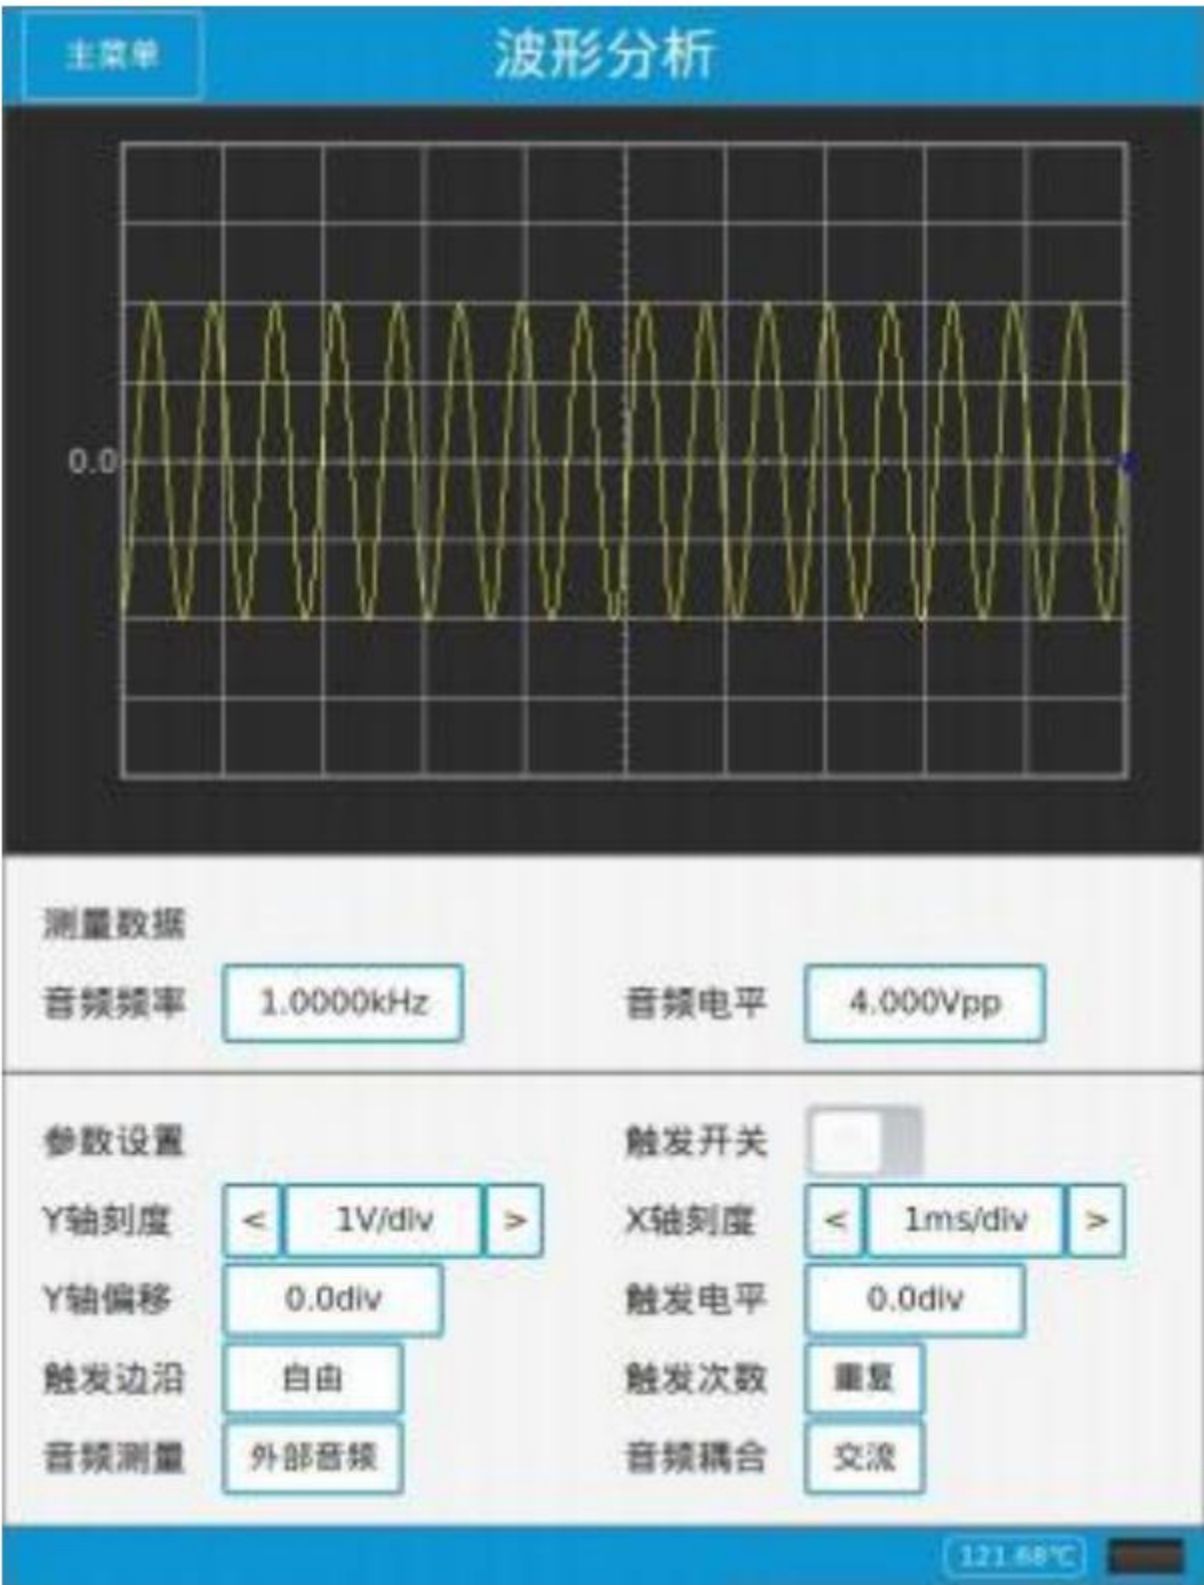 主菜单
波形分析
0.0
测量数据
音频频率 1.0000kHz 音频电平 4.000Vpp
参数设置 触发开关
Y轴刻度 < 1V/div > X轴刻度 < 1ms/div >
Y轴偏移 0.0div 触发电平 0.0div
触发边沿 自由 触发次数 重复
音频测量 外部音频 音频耦合 交流
121.68℃